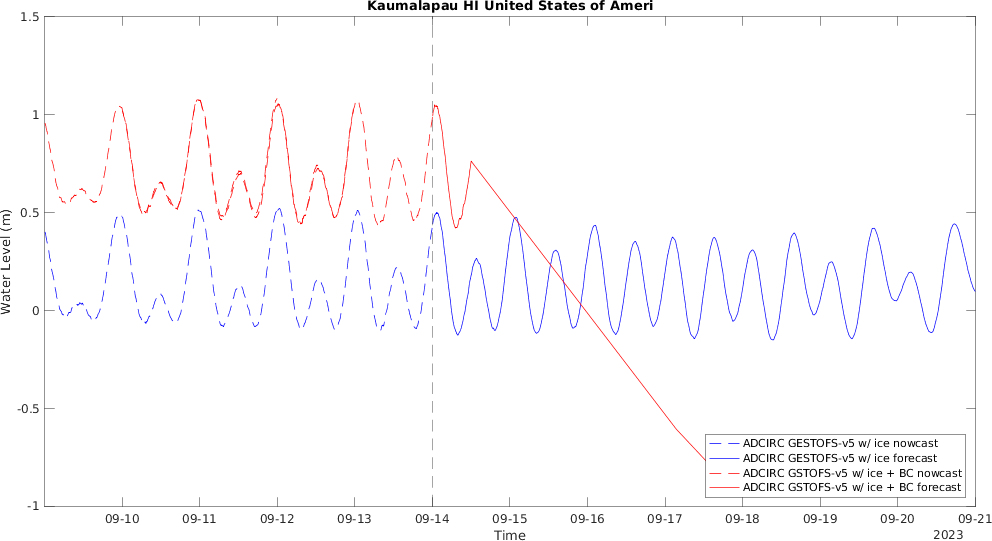 Kaumalapau HI United States of Ameri
1.5
1
0.5
0
-0.5
-1
Water Level (m)
ADCIRC GESTOFS-v5 w/ ice nowcast
ADCIRC GESTOFS-v5 w/ ice forecast
ADCIRC GSTOFS-v5 w/ ice + BC nowcast
ADCIRC GSTOFS-v5 w/ ice + BC forecast
09-10 09-11 09-12 09-13 09-14 09-15 09-16 09-17 09-18 09-19 09-20 09-21
Time
2023